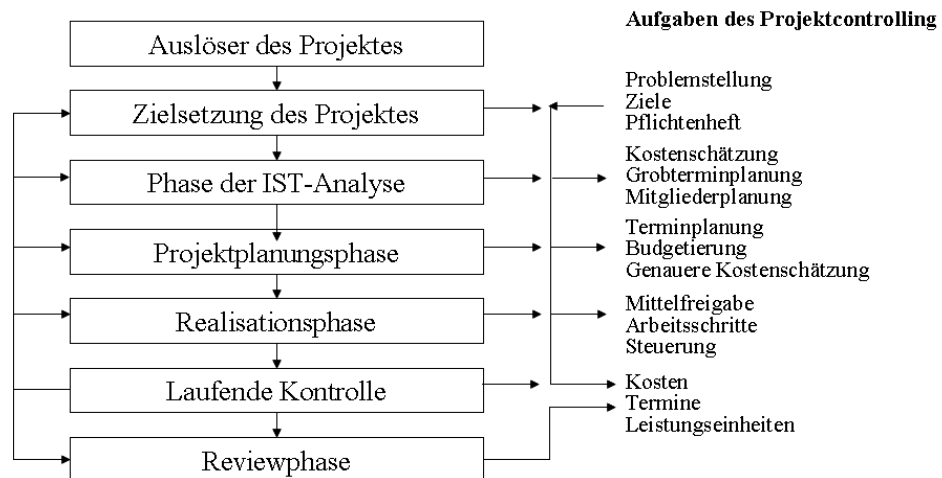 Aufgaben des Projektcontrolling
Auslöser des Projektes
Zielsetzung des Projektes
Problemstellung
Ziele
Pflichtenheft
Phase der IST-Analyse
Kostenschätzung
Grobterminplanung
Mitgliederplanung
Projektplanungsphase
Terminplanung
Budgetierung
Genauere Kostenschätzung
Realisationsphase
Mittelfreigabe
Arbeitsschritte
Steuerung
Laufende Kontrolle
Kosten
Termine
Leistungseinheiten
Reviewphase